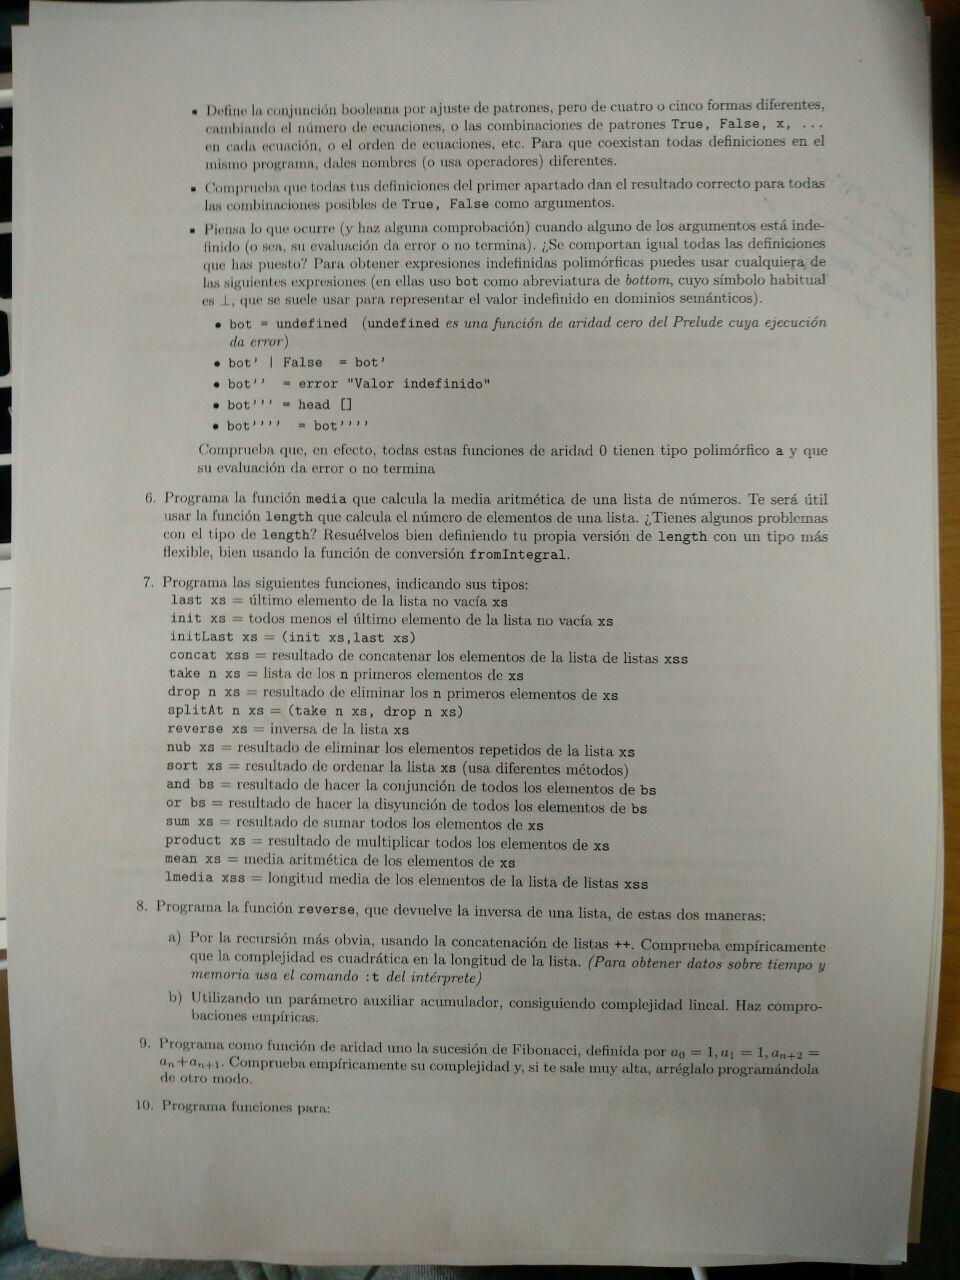 ▪ Define la conjunción booleana por ajuste de patrones, pero de cuatro o cinco formas diferentes,
cambiando el número de ecuaciones, o las combinaciones de patrones True, False, x, ...
en cada ecuación, o el orden de ecuaciones, etc. Para que coexistan todas definiciones en el
mismo programa, dales nombres (o usa operadores) diferentes.
▪ Comprueba que todas tus definiciones del primer apartado dan el resultado correcto para todas
las combinaciones posibles de True, False como argumentos.
▪ Piensa lo que ocurre (y haz alguna comprobación) cuando alguno de los argumentos está inde-
finido (o sea, su evaluación da error o no termina). ¿Se comportan igual todas las definiciones
que has puesto? Para obtener expresiones indefinidas polimórficas puedes usar cualquiera de
las siguientes expresiones (en ellas uso bot como abreviatura de bottom, cuyo símbolo habitual
es ⊥, que se suele usar para representar el valor indefinido en dominios semánticos).
• bot = undefined (undefined es una función de aridad cero del Prelude cuya ejecución
da error)
• bot' | False = bot'
• bot'' = error "Valor indefinido"
• bot''' = head []
• bot'''' = bot''''
Comprueba que, en efecto, todas estas funciones de aridad 0 tienen tipo polimórfico a y que
su evaluación da error o no termina
6. Programa la función media que calcula la media aritmética de una lista de números. Te será útil
usar la función length que calcula el número de elementos de una lista. ¿Tienes algunos problemas
con el tipo de length? Resuélvelos bien definiendo tu propia versión de length con un tipo más
flexible, bien usando la función de conversión fromIntegral.
7. Programa las siguientes funciones, indicando sus tipos:
last xs = último elemento de la lista no vacía xs
init xs = todos menos el último elemento de la lista no vacía xs
initLast xs = (init xs,last xs)
concat xss = resultado de concatenar los elementos de la lista de listas xss
take n xs = lista de los n primeros elementos de xs
drop n xs = resultado de eliminar los n primeros elementos de xs
splitAt n xs = (take n xs, drop n xs)
reverse xs = inversa de la lista xs
nub xs = resultado de eliminar los elementos repetidos de la lista xs
sort xs = resultado de ordenar la lista xs (usa diferentes métodos)
and bs = resultado de hacer la conjunción de todos los elementos de bs
or bs = resultado de hacer la disyunción de todos los elementos de bs
sum xs = resultado de sumar todos los elementos de xs
product xs = resultado de multiplicar todos los elementos de xs
mean xs = media aritmética de los elementos de xs
lmedia xss = longitud media de los elementos de la lista de listas xss
8. Programa la función reverse, que devuelve la inversa de una lista, de estas dos maneras:
a) Por la recursión más obvia, usando la concatenación de listas ++. Comprueba empíricamente
que la complejidad es cuadrática en la longitud de la lista. (Para obtener datos sobre tiempo y
memoria usa el comando :t del intérprete)
b) Utilizando un parámetro auxiliar acumulador, consiguiendo complejidad lineal. Haz compro-
baciones empíricas.
9. Programa como función de aridad uno la sucesión de Fibonacci, definida por a₀ = 1, a₁ = 1, aₙ₊₂ =
aₙ+aₙ₊₁. Comprueba empíricamente su complejidad y, si te sale muy alta, arréglalo programándola
de otro modo.
10. Programa funciones para: